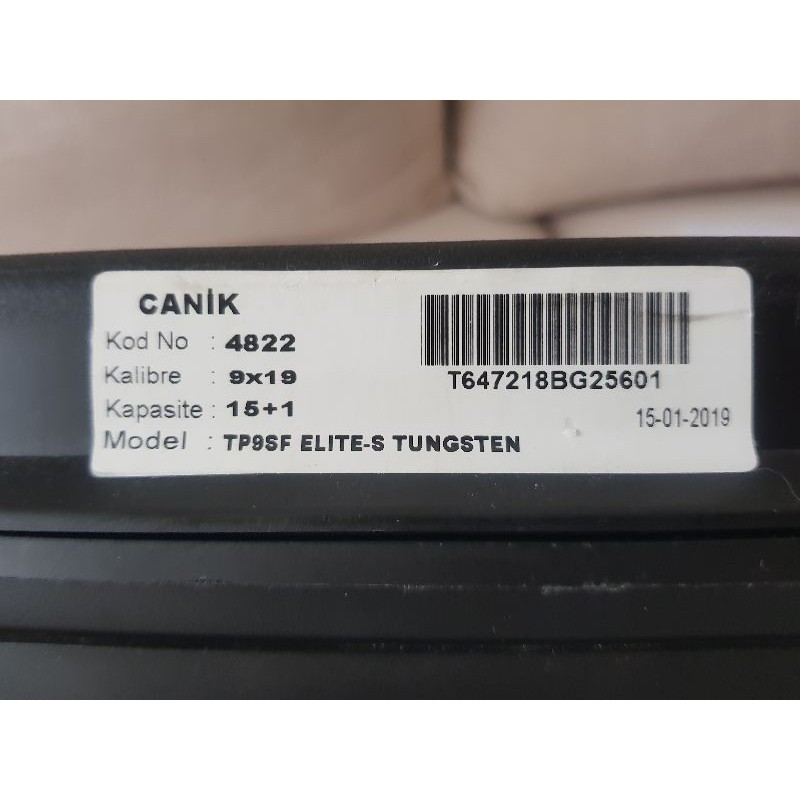 CANİK
Kod No : 4822
Kalibre : 9x19
Kapasite : 15+1
Model : TP9SF ELITE-S TUNGSTEN
T647218BG25601
15-01-2019